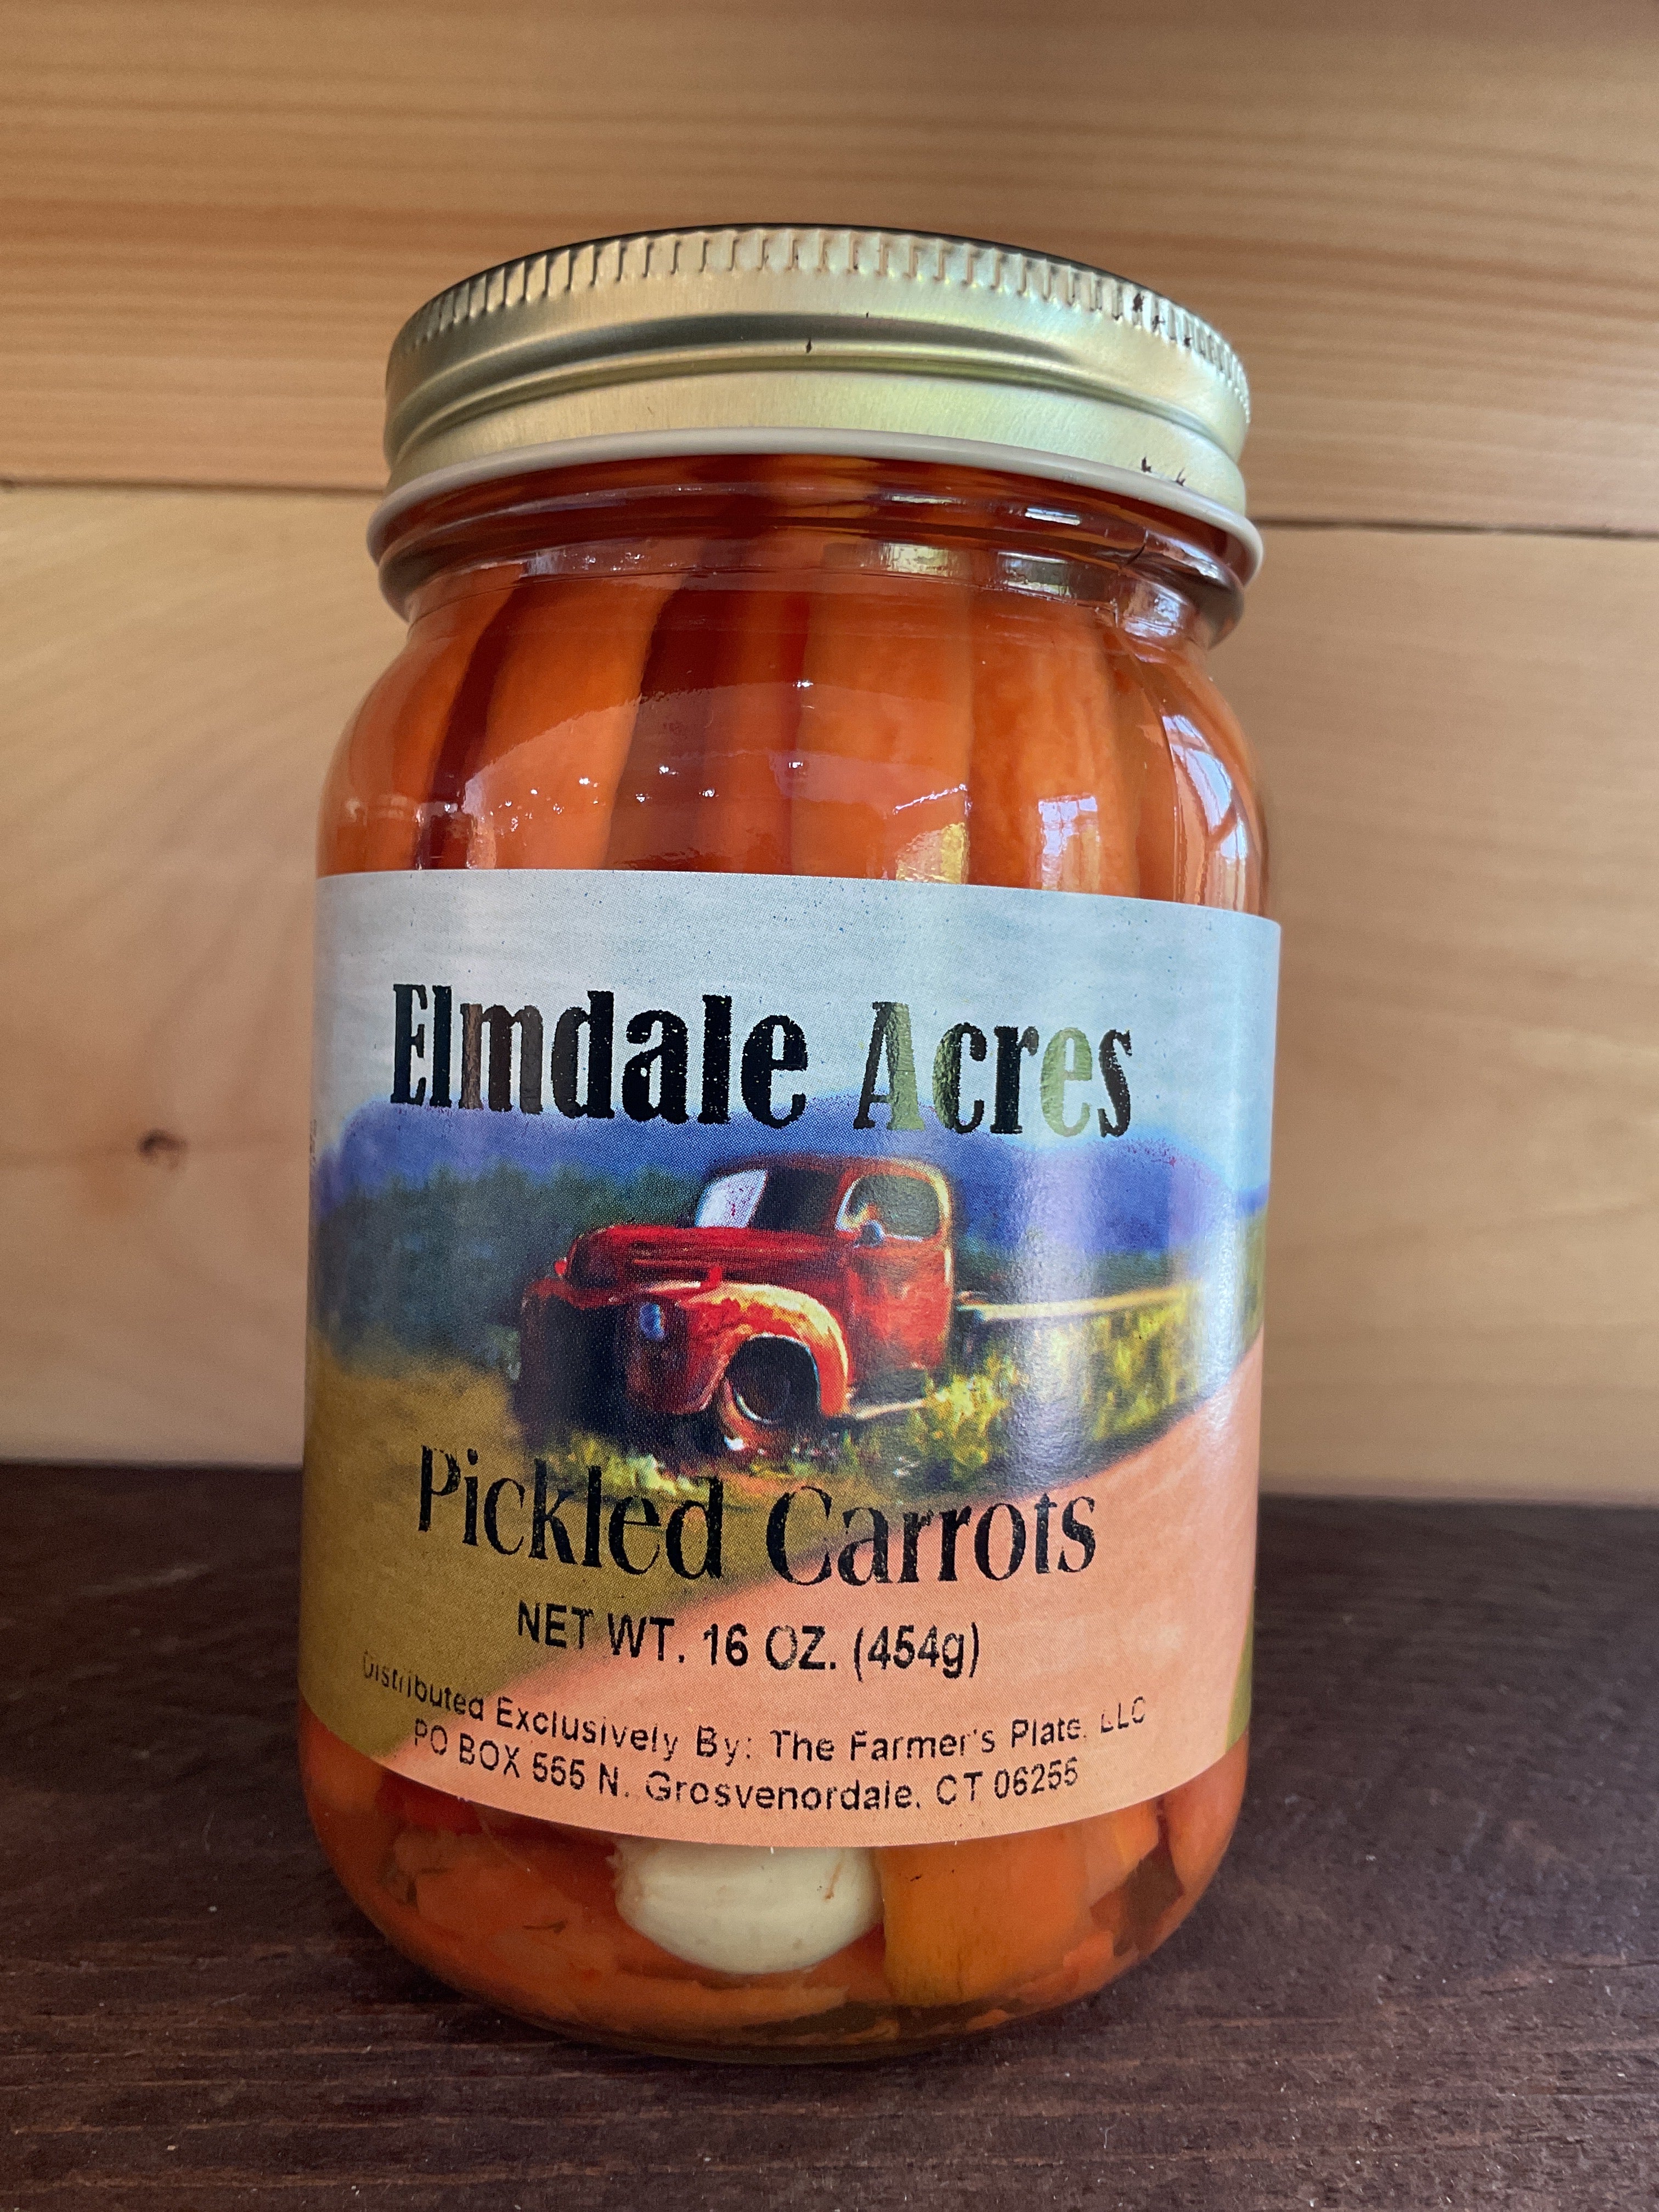 Elmdale Acres
Pickled Carrots
NET WT. 16 OZ. (454g)
Distributed Exclusively By: The Farmer's Plate, LLC
PO BOX 555 N. Grosvenordale, CT 06255